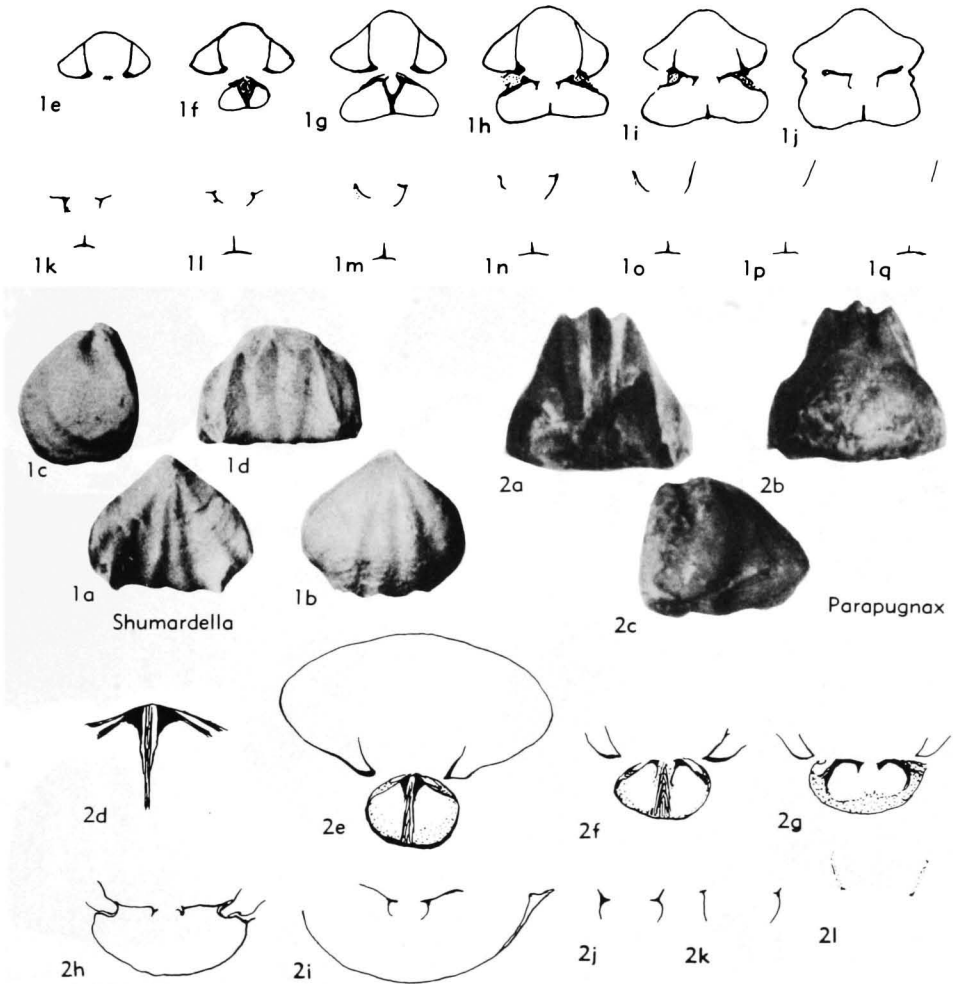 1e 1f 1g 1h 1i 1j
1k 1l 1m 1n 1o 1p 1q
1c 1d 2a 2b
1a 1b 2c
Shumardella Parapugnax
2d 2e 2f 2g
2h 2i 2j 2k 2l